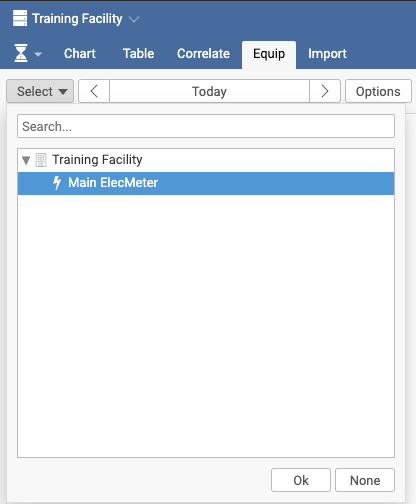 Training Facility
Chart Table Correlate Equip Import
Select Today Options
Search...
Training Facility
Main ElecMeter
Ok None